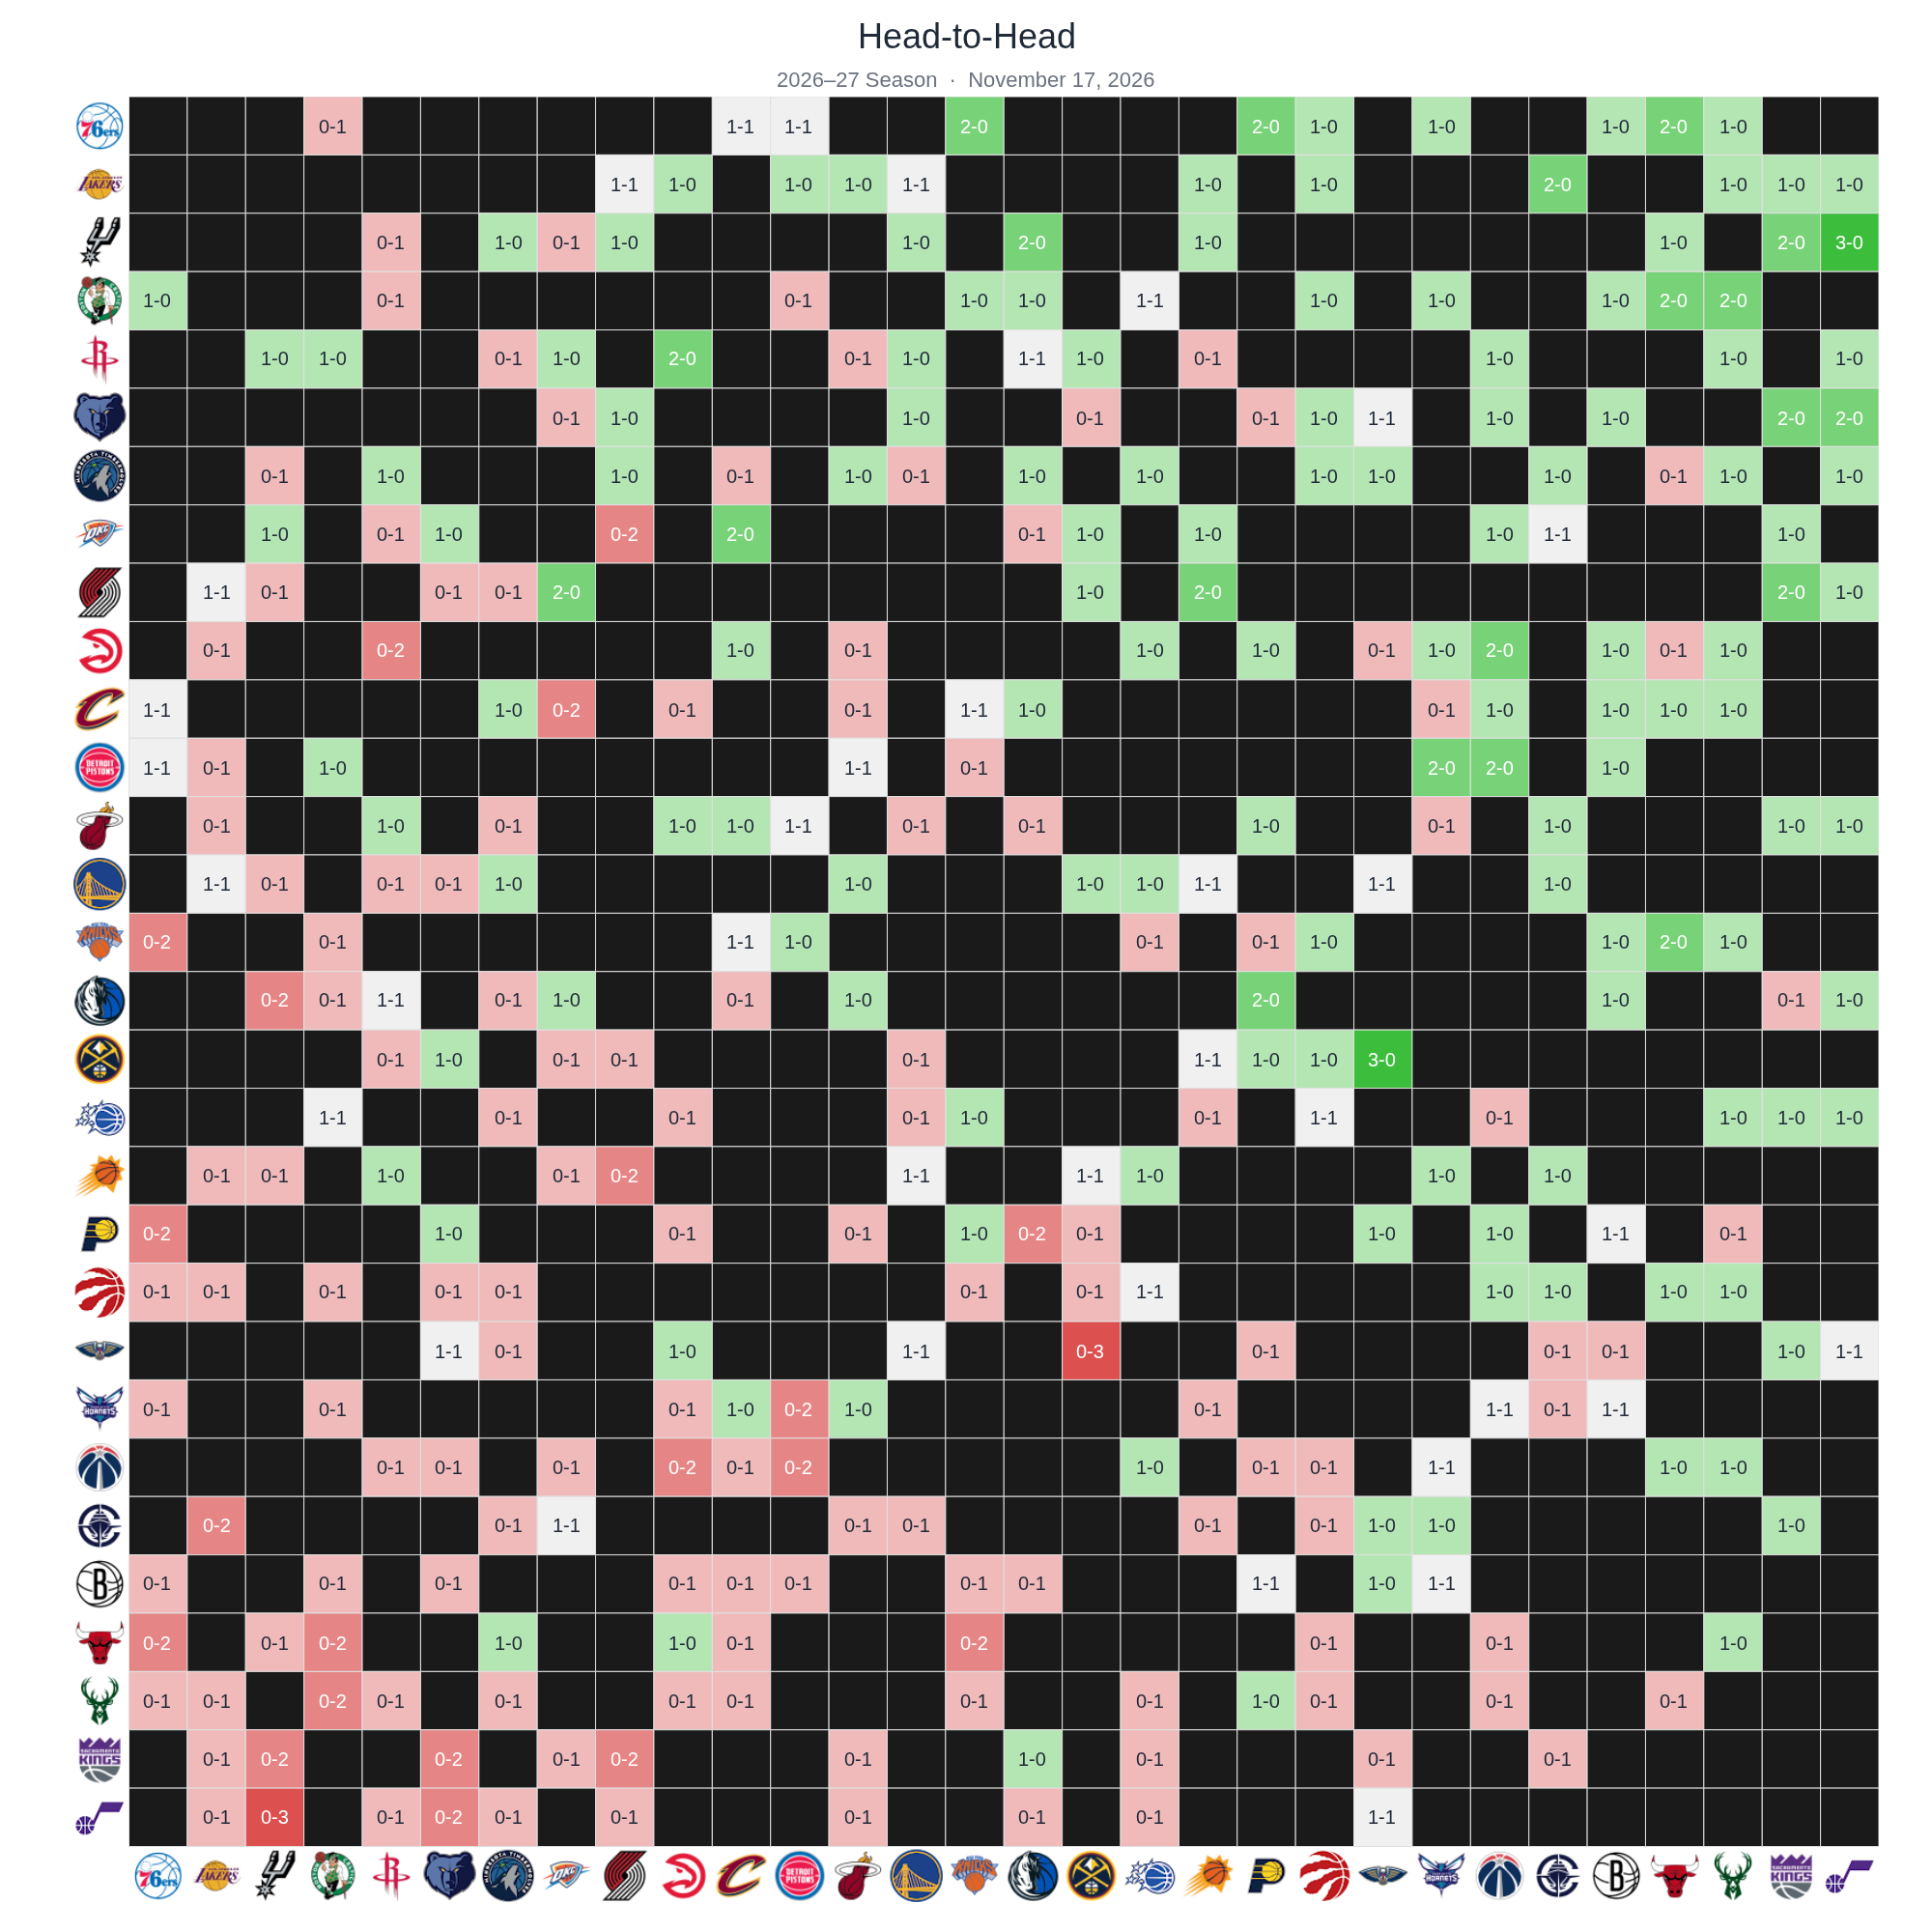 Head-to-Head
2026–27 Season · November 17, 2026
76ers 0-1 1-1 1-1 2-0 2-0 1-0 1-0 1-0 2-0 1-0
LAKERS 1-1 1-0 1-0 1-0 1-1 1-0 1-0 2-0 1-0 1-0 1-0
0-1 1-0 0-1 1-0 1-0 2-0 1-0 1-0 2-0 3-0
1-0 0-1 0-1 1-0 1-0 1-1 1-0 1-0 1-0 2-0 2-0
1-0 1-0 0-1 1-0 2-0 0-1 1-0 1-1 1-0 0-1 1-0 1-0 1-0
0-1 1-0 1-0 0-1 0-1 1-0 1-1 1-0 1-0 2-0 2-0
0-1 1-0 1-0 0-1 1-0 0-1 1-0 1-0 1-0 1-0 1-0 0-1 1-0 1-0
OKC 1-0 0-1 1-0 0-2 2-0 0-1 1-0 1-0 1-0 1-1 1-0
1-1 0-1 0-1 0-1 2-0 1-0 2-0 2-0 1-0
0-1 0-2 1-0 0-1 1-0 1-0 0-1 1-0 2-0 1-0 0-1 1-0
C 1-1 1-0 0-2 0-1 0-1 1-1 1-0 0-1 1-0 1-0 1-0 1-0
DETROIT PISTONS 1-1 0-1 1-0 1-1 0-1 2-0 2-0 1-0
0-1 1-0 0-1 1-0 1-0 1-1 0-1 0-1 1-0 0-1 1-0 1-0 1-0
1-1 0-1 0-1 0-1 1-0 1-0 1-0 1-0 1-1 1-1 1-0
KNICKS 0-2 0-1 1-1 1-0 0-1 0-1 1-0 1-0 2-0 1-0
0-2 0-1 1-1 0-1 1-0 0-1 1-0 2-0 1-0 0-1 1-0
0-1 1-0 0-1 0-1 0-1 1-1 1-0 1-0 3-0
1-1 0-1 0-1 0-1 1-0 0-1 1-1 0-1 1-0 1-0 1-0
0-1 0-1 1-0 0-1 0-2 1-1 1-1 1-0 1-0 1-0
P 0-2 1-0 0-1 0-1 1-0 0-2 0-1 1-0 1-0 1-1 0-1
0-1 0-1 0-1 0-1 0-1 0-1 0-1 1-1 1-0 1-0 1-0 1-0
1-1 0-1 1-0 1-1 0-3 0-1 0-1 0-1 1-0 1-1
HORNETS 0-1 0-1 0-1 1-0 0-2 1-0 0-1 1-1 0-1 1-1
0-1 0-1 0-1 0-2 0-1 0-2 1-0 0-1 0-1 1-1 1-0 1-0
0-2 0-1 1-1 0-1 0-1 0-1 0-1 1-0 1-0 1-0
B 0-1 0-1 0-1 0-1 0-1 0-1 0-1 0-1 1-1 1-0 1-1
0-2 0-1 0-2 1-0 1-0 0-1 0-2 0-1 0-1 1-0
0-1 0-1 0-2 0-1 0-1 0-1 0-1 0-1 0-1 1-0 0-1 0-1 0-1
SACRAMENTO KINGS 0-1 0-2 0-2 0-1 0-2 0-1 1-0 0-1 0-1 0-1
0-1 0-3 0-1 0-2 0-1 0-1 0-1 0-1 0-1 1-1
76ers LAKERS OKC C DETROIT PISTONS KNICKS P HORNETS B KINGS